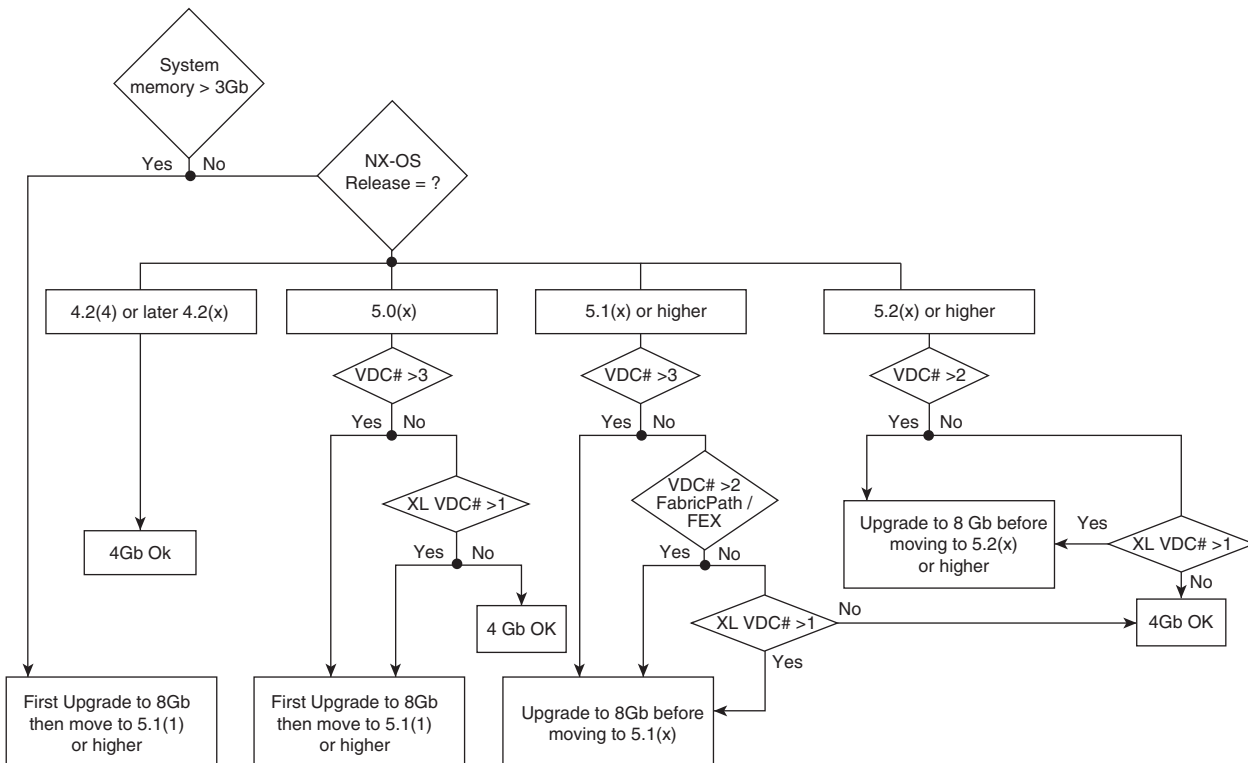 System
memory > 3Gb
Yes
No
NX-OS
Release = ?
4.2(4) or later 4.2(x)
5.0(x)
5.1(x) or higher
5.2(x) or higher
VDC# >3
VDC# >3
VDC# >2
Yes
No
Yes
No
Yes
No
XL VDC# >1
VDC# >2
FabricPath /
FEX
Upgrade to 8 Gb before
moving to 5.2(x)
or higher
Yes
XL VDC# >1
4Gb Ok
Yes
No
Yes
No
No
4 Gb OK
XL VDC# >1
No
4Gb OK
Yes
First Upgrade to 8Gb
then move to 5.1(1)
or higher
First Upgrade to 8Gb
then move to 5.1(1)
or higher
Upgrade to 8Gb before
moving to 5.1(x)